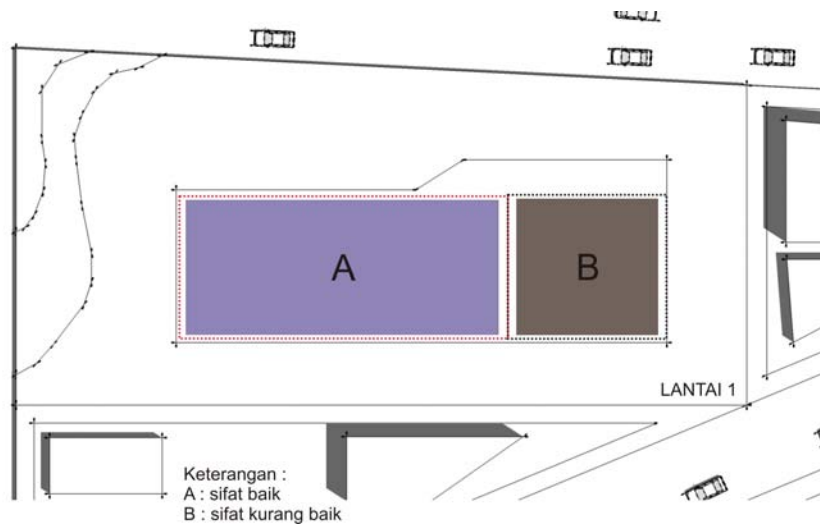 A
B
LANTAI 1
Keterangan :
A : sifat baik
B : sifat kurang baik